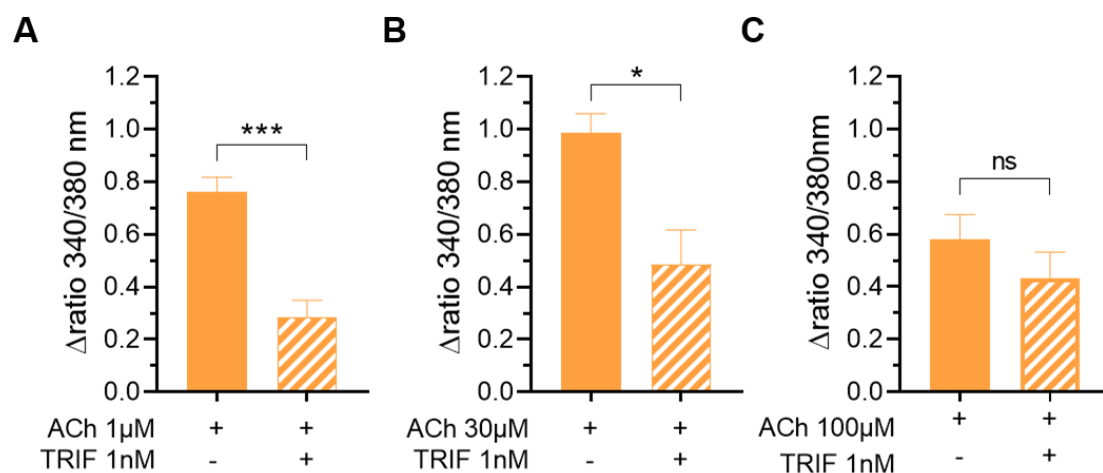 A
Δratio 340/380 nm
1.2
1.0
0.8
0.6
0.4
0.2
0.0
***
ACh 1μM + +
TRIF 1nM - +
B
Δratio 340/380 nm
1.2
1.0
0.8
0.6
0.4
0.2
0.0
*
ACh 30μM + +
TRIF 1nM - +
C
Δratio 340/380nm
1.2
1.0
0.8
0.6
0.4
0.2
0.0
ns
ACh 100μM + +
TRIF 1nM - +